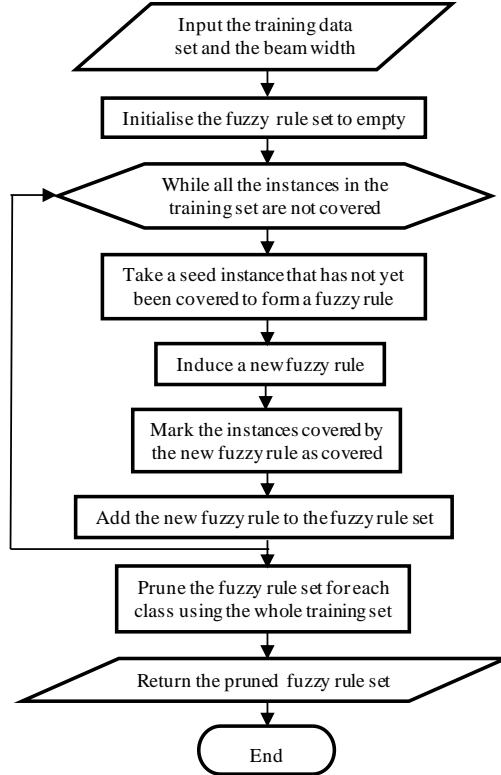 Input the training data
set and the beam width
Initialise the fuzzy rule set to empty
While all the instances in the
training set are not covered
Take a seed instance that has not yet
been covered to form a fuzzy rule
Induce a new fuzzy rule
Mark the instances covered by
the new fuzzy rule as covered
Add the new fuzzy rule to the fuzzy rule set
Prune the fuzzy rule set for each
class using the whole training set
Return the pruned fuzzy rule set
End